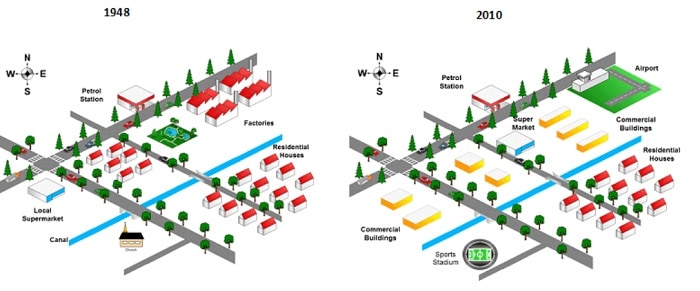 1948
N
W E
S
Petrol
Station
Factories
Residential
Houses
Local
Supermarket
Canal
Church
2010
N
W E
S
Airport
Petrol
Station
Super
Market
Commercial
Buildings
Residential
Houses
Commercial
Buildings
Sports
Stadium